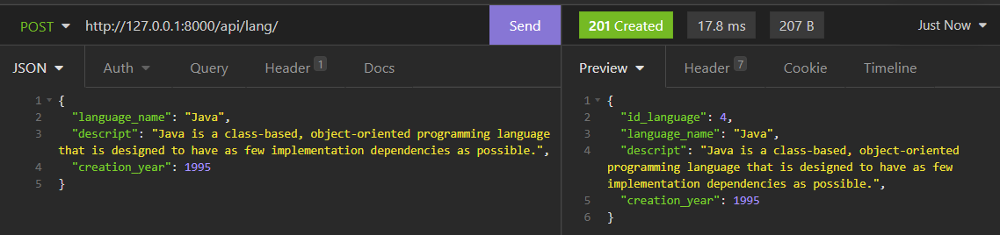 POST http://127.0.0.1:8000/api/lang/ Send 201 Created 17.8 ms 207 B Just Now
JSON Auth Query Header 1 Docs Preview Header 7 Cookie Timeline
1 {
2 "language_name": "Java",
3 "descript": "Java is a class-based, object-oriented programming language
that is designed to have as few implementation dependencies as possible.",
4 "creation_year": 1995
5 }
1 {
2 "id_language": 4,
3 "language_name": "Java",
4 "descript": "Java is a class-based, object-oriented
programming language that is designed to have as few
implementation dependencies as possible.",
5 "creation_year": 1995
6 }